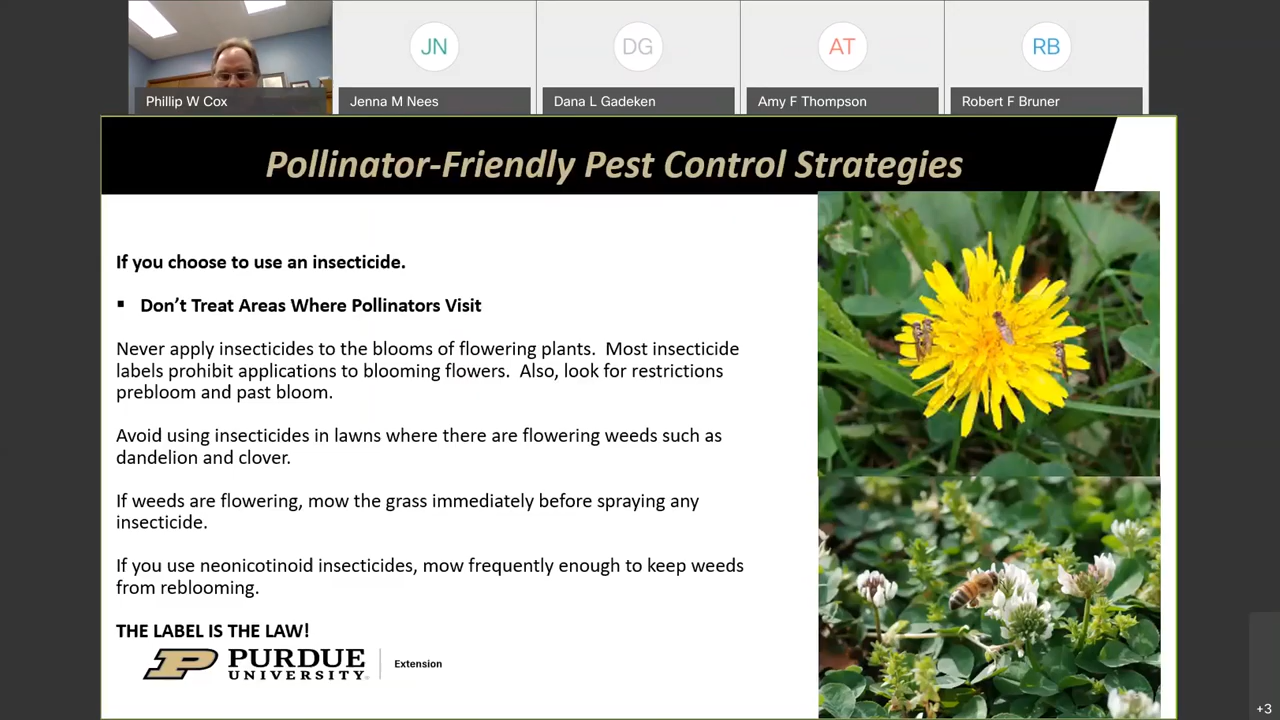 JN
DG
AT
RB
Phillip W Cox
Jenna M Nees
Dana L Gadeken
Amy F Thompson
Robert F Bruner
Pollinator-Friendly Pest Control Strategies
If you choose to use an insecticide.
▪ Don’t Treat Areas Where Pollinators Visit
Never apply insecticides to the blooms of flowering plants.  Most insecticide
labels prohibit applications to blooming flowers.  Also, look for restrictions
prebloom and past bloom.
Avoid using insecticides in lawns where there are flowering weeds such as
dandelion and clover.
If weeds are flowering, mow the grass immediately before spraying any
insecticide.
If you use neonicotinoid insecticides, mow frequently enough to keep weeds
from reblooming.
THE LABEL IS THE LAW!
P PURDUE
UNIVERSITY®
Extension
+3